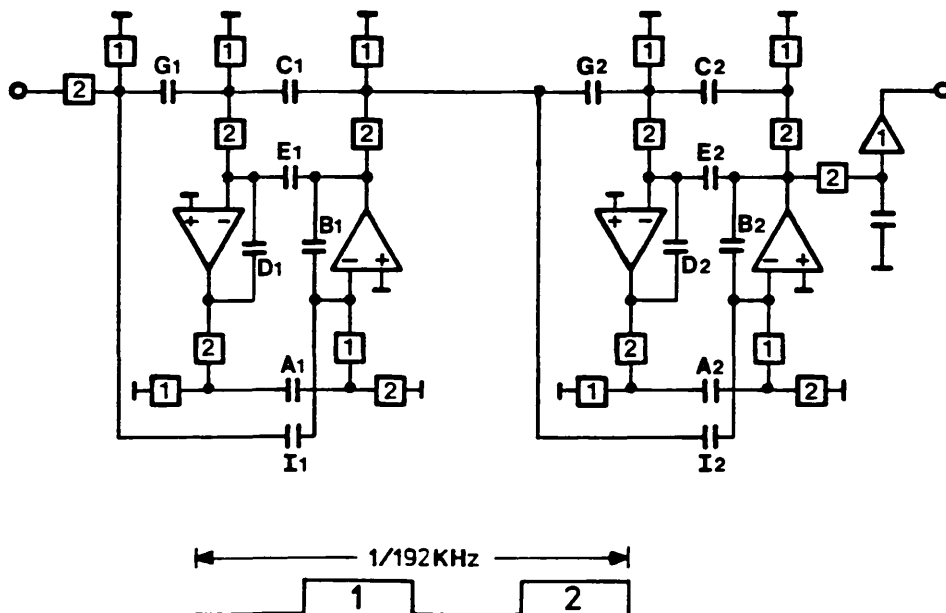 1 1 1 1
G1 C1 G2 C2
2 1
2 2 2 2
E1 E2 2
+ − B1 + − B2
D1 − + D2 − +
2 1 2 1
A1 A2
1 2 1 2
I1 I2
1/192KHz
1 2